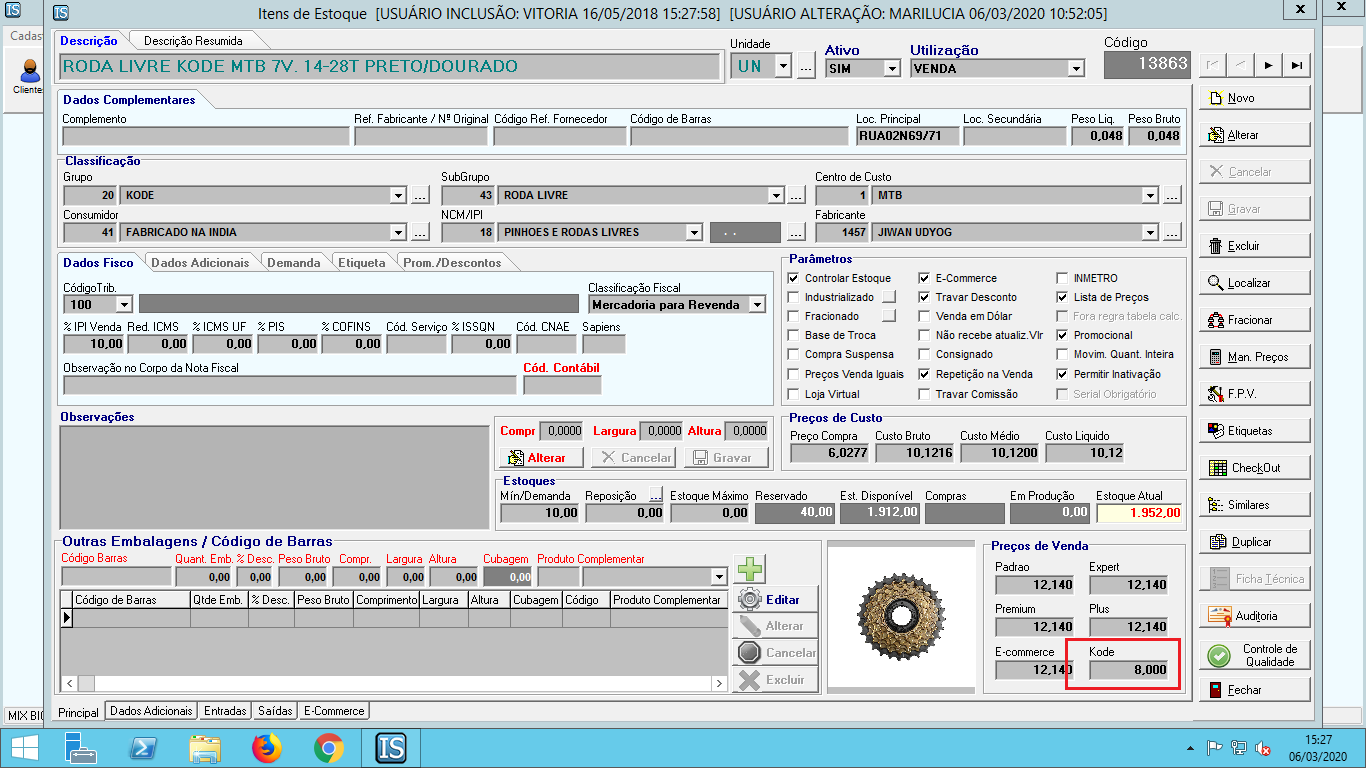 IS Itens de Estoque [USUÁRIO INCLUSÃO: VITORIA 16/05/2018 15:27:58] [USUÁRIO ALTERAÇÃO: MARILUCIA 06/03/2020 10:52:05]
Descrição Descrição Resumida Unidade Ativo Utilização Código
RODA LIVRE KODE MTB 7V. 14-28T PRETO/DOURADO UN ... SIM VENDA 13863
Dados Complementares
Complemento Ref. Fabricante / Nº Original Código Ref. Fornecedor Código de Barras Loc. Principal Loc. Secundária Peso Liq. Peso Bruto
RUA02N69/71 0,048 0,048
Classificação
Grupo SubGrupo Centro de Custo
20 KODE ... 43 RODA LIVRE ... 1 MTB ...
Consumidor NCM/IPI Fabricante
41 FABRICADO NA INDIA ... 18 PINHOES E RODAS LIVRES . . ... 1457 JIWAN UDYOG ...
Dados Fisco Dados Adicionais Demanda Etiqueta Prom./Descontos
CódigoTrib. Classificação Fiscal
100 Mercadoria para Revenda
% IPI Venda Red. ICMS % ICMS UF % PIS % COFINS Cód. Serviço % ISSQN Cód. CNAE Sapiens
10,00 0,00 0,00 0,00 0,00 0,00
Observação no Corpo da Nota Fiscal Cód. Contábil
Parâmetros
Controlar Estoque E-Commerce INMETRO
Industrializado Travar Desconto Lista de Preços
Fracionado Venda em Dólar Fora regra tabela calc.
Base de Troca Não recebe atualiz.Vlr Promocional
Compra Suspensa Consignado Movim. Quant. Inteira
Preços Venda Iguais Repetição na Venda Permitir Inativação
Loja Virtual Travar Comissão Serial Obrigatório
Observações
Compr 0,0000 Largura 0,0000 Altura 0,0000
Alterar Cancelar Gravar
Preços de Custo
Preço Compra Custo Bruto Custo Médio Custo Liquido
6,0277 10,1216 10,1200 10,12
Estoques
Mín/Demanda Reposição ... Estoque Máximo Reservado Est. Disponível Compras Em Produção Estoque Atual
10,00 0,00 0,00 40,00 1.912,00 0,00 1.952,00
Outras Embalagens / Código de Barras
Código Barras Quant. Emb. % Desc. Peso Bruto Compr. Largura Altura Cubagem Produto Complementar
0,00 0,00 0,00 0,00 0,00 0,00 0,00
Código de Barras Qtde Emb. % Desc. Peso Bruto Comprimento Largura Altura Cubagem Código Produto Complementar
Editar
Alterar
Cancelar
Excluir
Preços de Venda
Padrao Expert
12,140 12,140
Premium Plus
12,140 12,140
E-commerce Kode
12,140 8,000
Principal Dados Adicionais Entradas Saídas E-Commerce
Novo
Alterar
Cancelar
Gravar
Excluir
Localizar
Fracionar
Man. Preços
F.P.V.
Etiquetas
CheckOut
Similares
Duplicar
Ficha Técnica
Auditoria
Controle de
Qualidade
Fechar
IS
Cadast
Cliente
MIX BIC
IS
15:27
06/03/2020